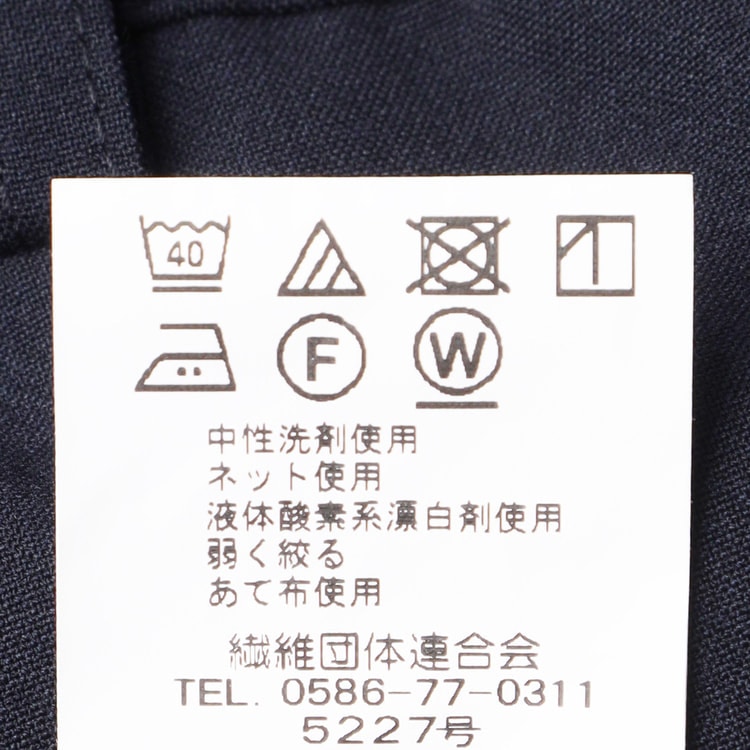 40
F W
中性洗剤使用
ネット使用
液体酸素系漂白剤使用
弱く絞る
あて布使用
繊維団体連合会
TEL. 0586-77-0311
5227号